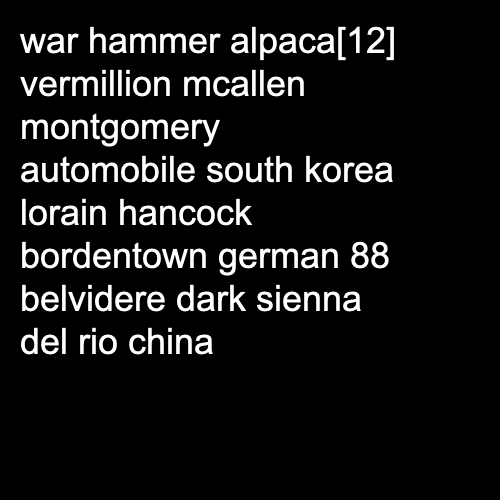 war hammer alpaca[12]
vermillion mcallen
montgomery
automobile south korea
lorain hancock
bordentown german 88
belvidere dark sienna
del rio china